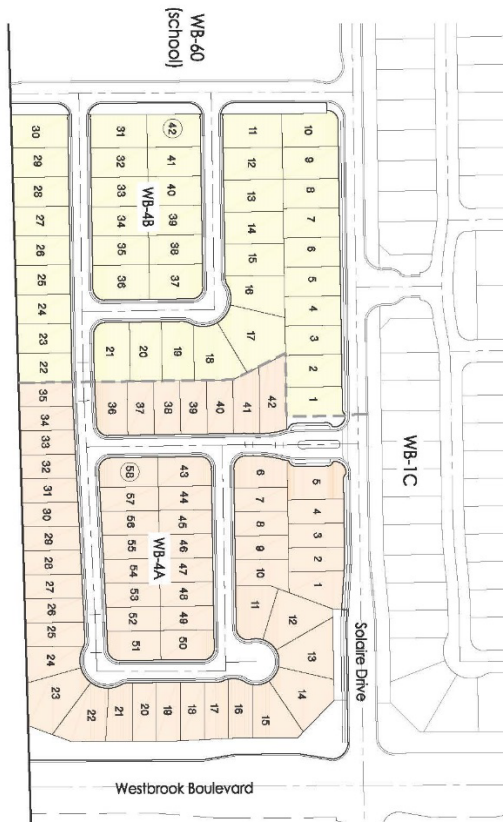 WB-60
(school)
WB-1C
Solaire Drive
10 9 8 7 6 5 4 3 2 1
11 12 13 14 15 16 17
42 41 40 39 38 37
WB-4B
31 32 33 34 35 36
18 19 20 21
30 29 28 27 26 25 24 23 22
5 4 3 2 1
6 7 8 9 10 11 12 13 14
42 41 40 39 38 37 36
43 44 45 46 47 48 49 50
WB-4A
58 57 56 55 54 53 52 51
15 16 17 18 19 20 21 22 23
35 34 33 32 31 30 29 28 27 26 25 24
Westbrook Boulevard